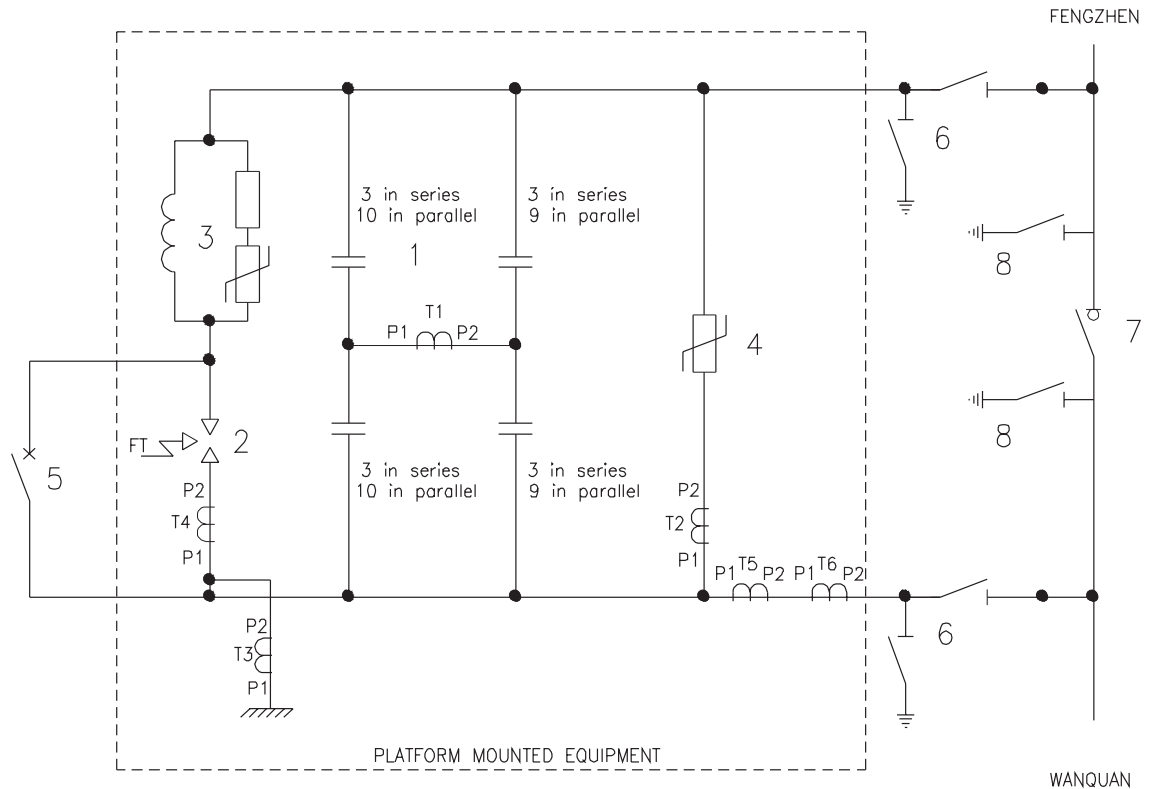 FENGZHEN
6
3 in series
10 in parallel
3 in series
9 in parallel
3
1
8
T1
P1 P2
4
7
FT
2
8
5
3 in series
10 in parallel
3 in series
9 in parallel
P2
T4
P1
P2
T2
P1
P1 T5 P2
P1 T6 P2
6
P2
T3
P1
PLATFORM MOUNTED EQUIPMENT
WANQUAN